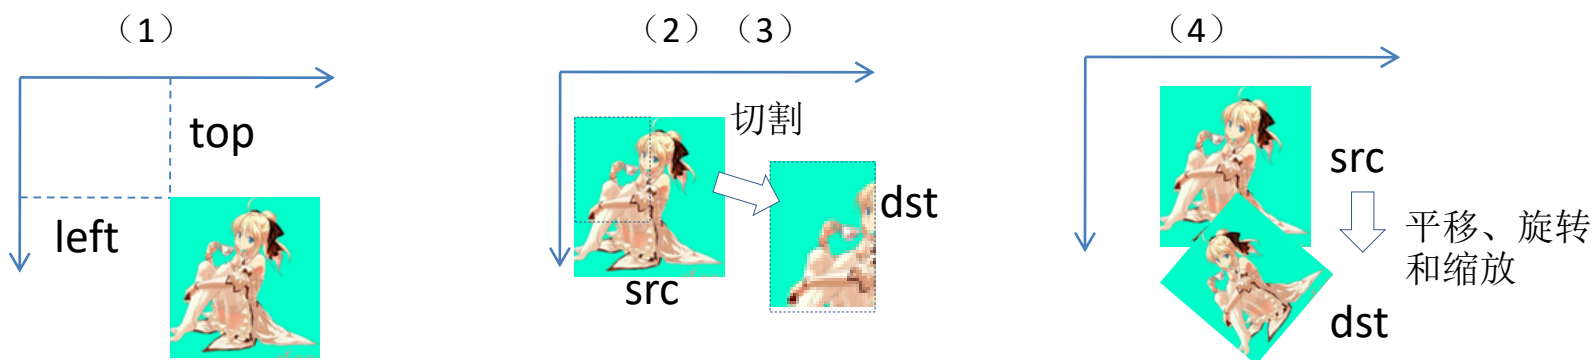 （1）
top
left
（2）（3）
切割
src
dst
（4）
src
平移、旋转
和缩放
dst